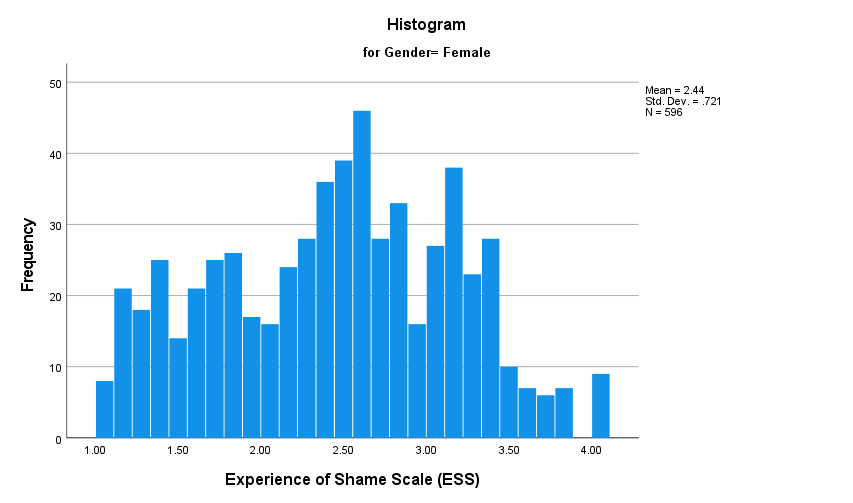 Histogram
for Gender= Female
Mean = 2.44
Std. Dev. = .721
N = 596
Frequency
50
40
30
20
10
0
1.00 1.50 2.00 2.50 3.00 3.50 4.00
Experience of Shame Scale (ESS)